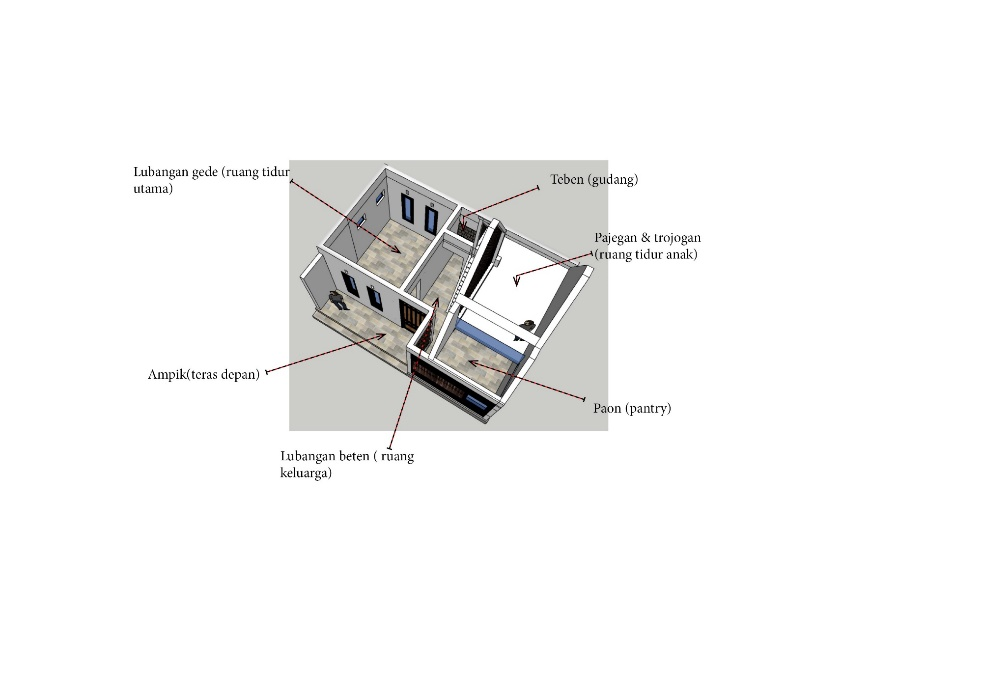 Lubangan gede (ruang tidur
utama)
Teben (gudang)
Pajegan & trojogan
(ruang tidur anak)
Ampik(teras depan)
Paon (pantry)
Lubangan beten ( ruang
keluarga)